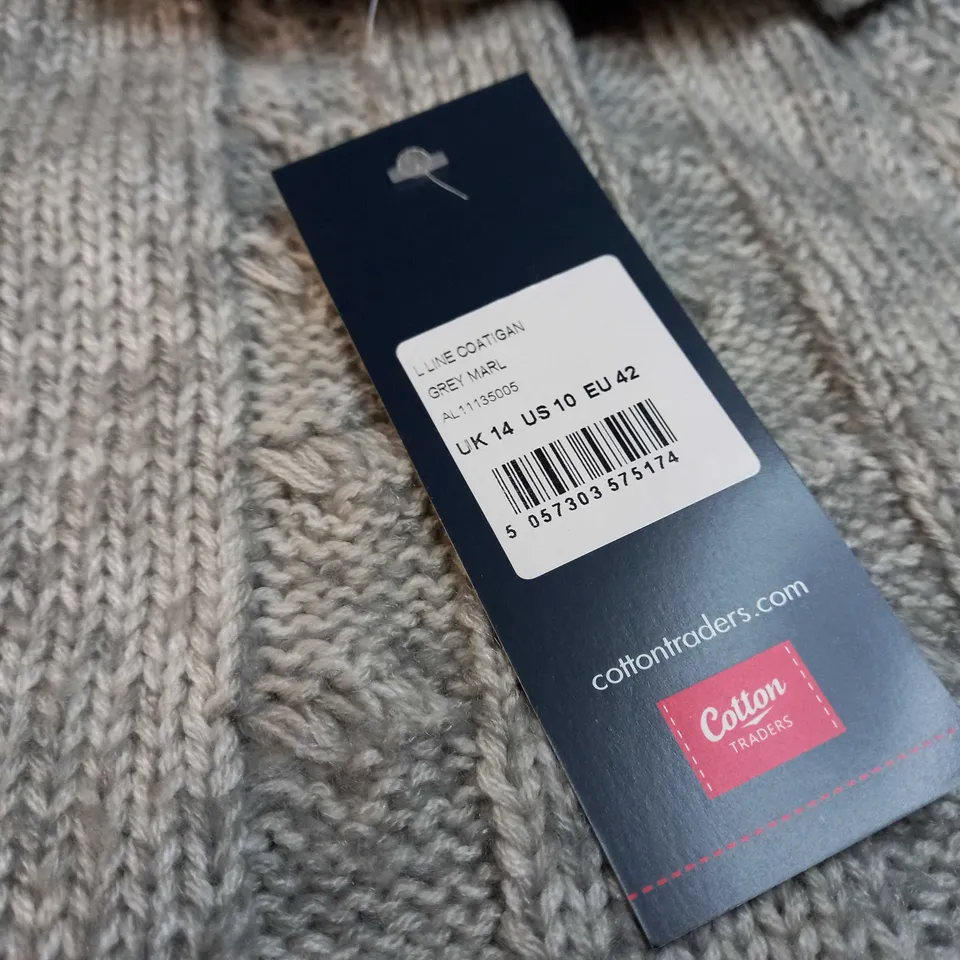 L LINE COATIGAN
GREY MARL
AL11135005
UK 14 US 10 EU 42
5 057303 575174
cottontraders.com
Cotton
TRADERS